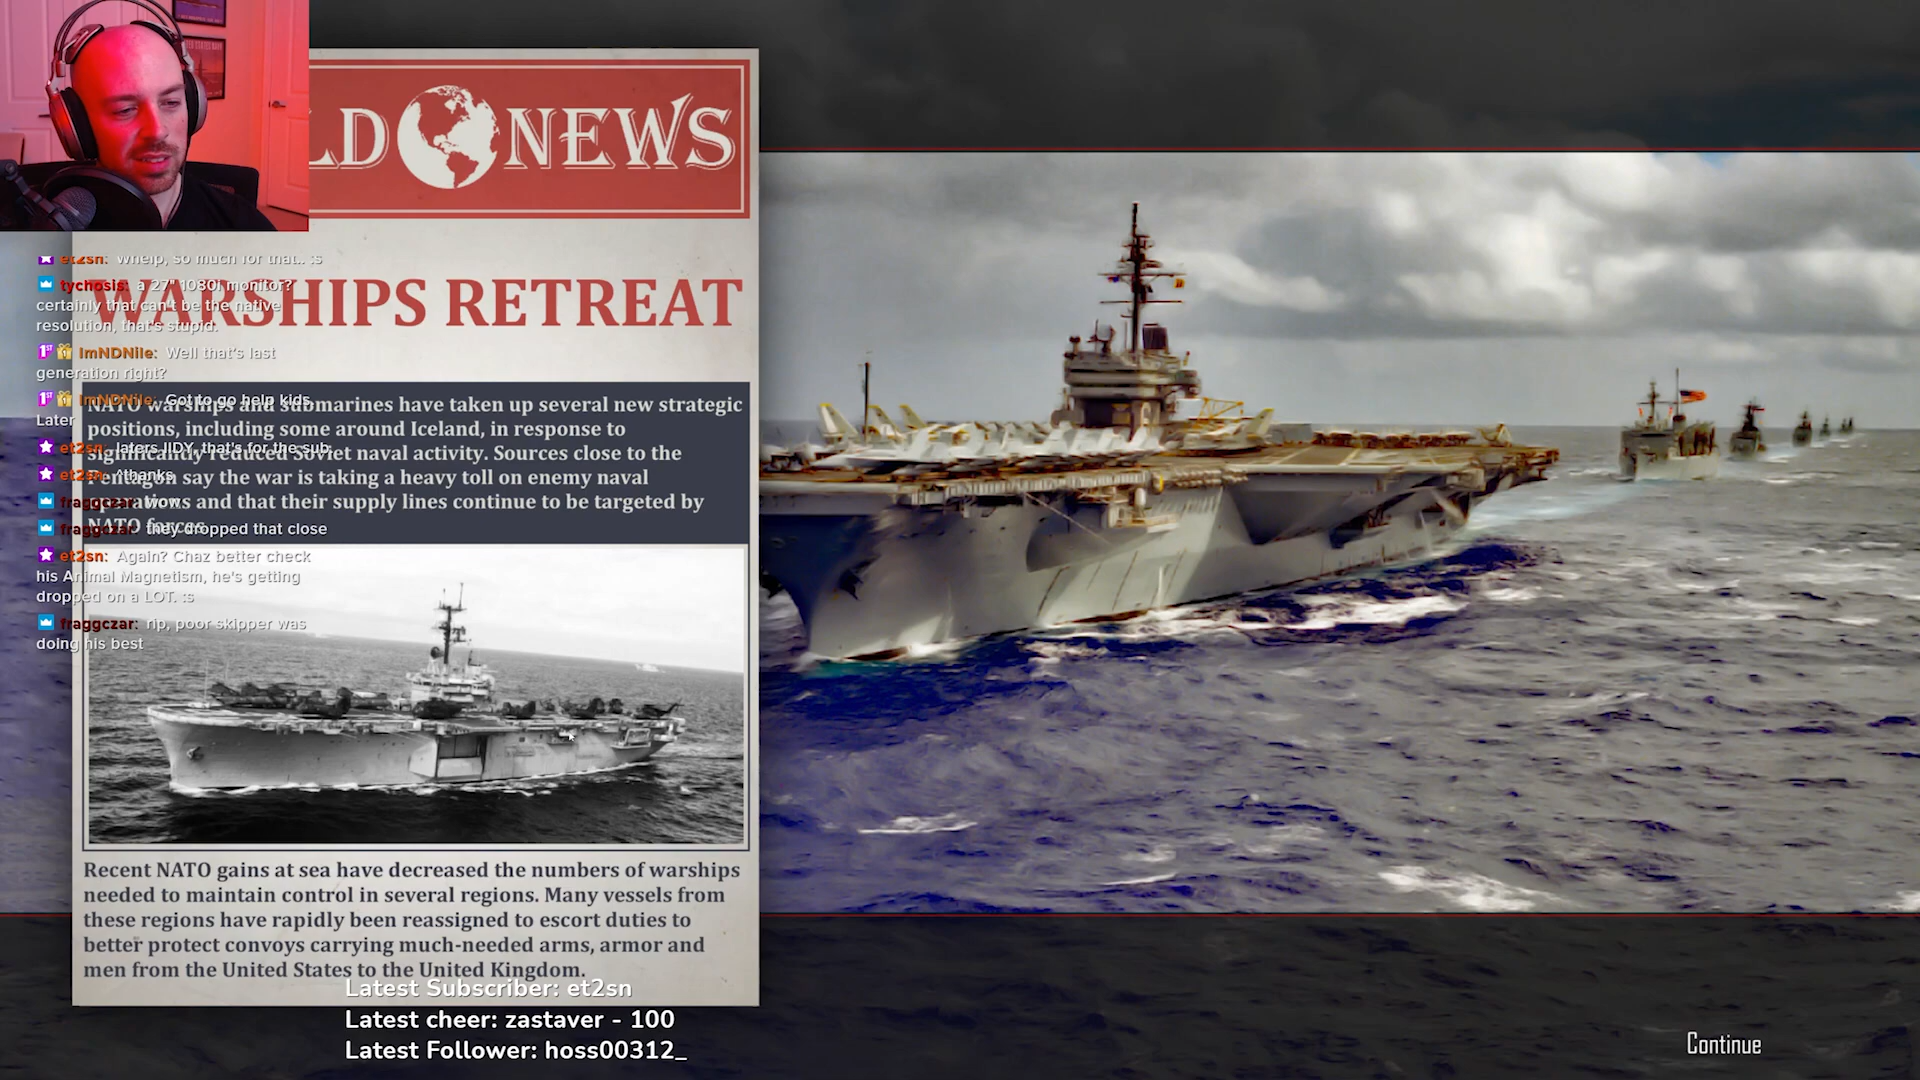 LD NEWS
WARSHIPS RETREAT
et2sn: whelp, so much for that.. :s
tychosis: a 27" 1080i monitor?
certainly that can't be the native
resolution, that's stupid.
ImNDNile: Well that's last
generation right?
ImNDNile: Got to go help kids.
Later
et2sn: laters JIDY, that's for the sub.
et2sn: ^thanks
fraggczar: wow
fraggczar: they dropped that close
et2sn: Again? Chaz better check
his Animal Magnetism, he's getting
dropped on a LOT. :s
fraggczar: rip, poor skipper was
doing his best
NATO warships and submarines have taken up several new strategic
positions, including some around Iceland, in response to
significantly reduced Soviet naval activity. Sources close to the
Pentagon say the war is taking a heavy toll on enemy naval
operations and that their supply lines continue to be targeted by
NATO forces.
Recent NATO gains at sea have decreased the numbers of warships
needed to maintain control in several regions. Many vessels from
these regions have rapidly been reassigned to escort duties to
better protect convoys carrying much-needed arms, armor and
men from the United States to the United Kingdom.
Latest Subscriber: et2sn
Latest cheer: zastaver - 100
Latest Follower: hoss00312_
Continue